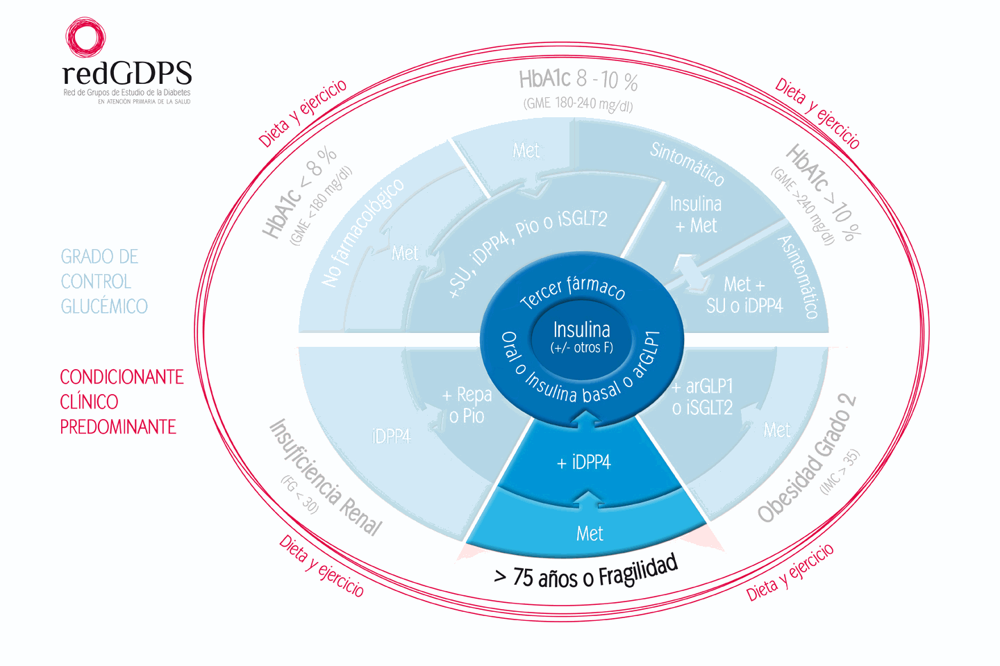 redGDPS
Red de Grupos de Estudio de la Diabetes
EN ATENCIÓN PRIMARIA DE LA SALUD
Dieta y ejercicio
HbA1c 8 - 10 %
(GME 180-240 mg/dl)
Dieta y ejercicio
HbA1c < 8 %
(GME <180 mg/dl)
HbA1c > 10 %
(GME >240 mg/dl)
Met
Sintomático
No farmacológico
Met
+SU, iDPP4, Pio o iSGLT2
Insulina
+ Met
Asintomático
Met +
SU o iDPP4
GRADO DE
CONTROL
GLUCÉMICO
Tercer fármaco
Insulina
(+/- otros F)
Oral o Insulina basal o arGLP1
CONDICIONANTE
CLÍNICO
PREDOMINANTE
iDPP4
+ Repa
o Pio
+ arGLP1
o iSGLT2
Met
Insuficiencia Renal
(FG < 30)
+ iDPP4
Met
Obesidad Grado 2
(IMC > 35)
> 75 años o Fragilidad
Dieta y ejercicio
Dieta y ejercicio